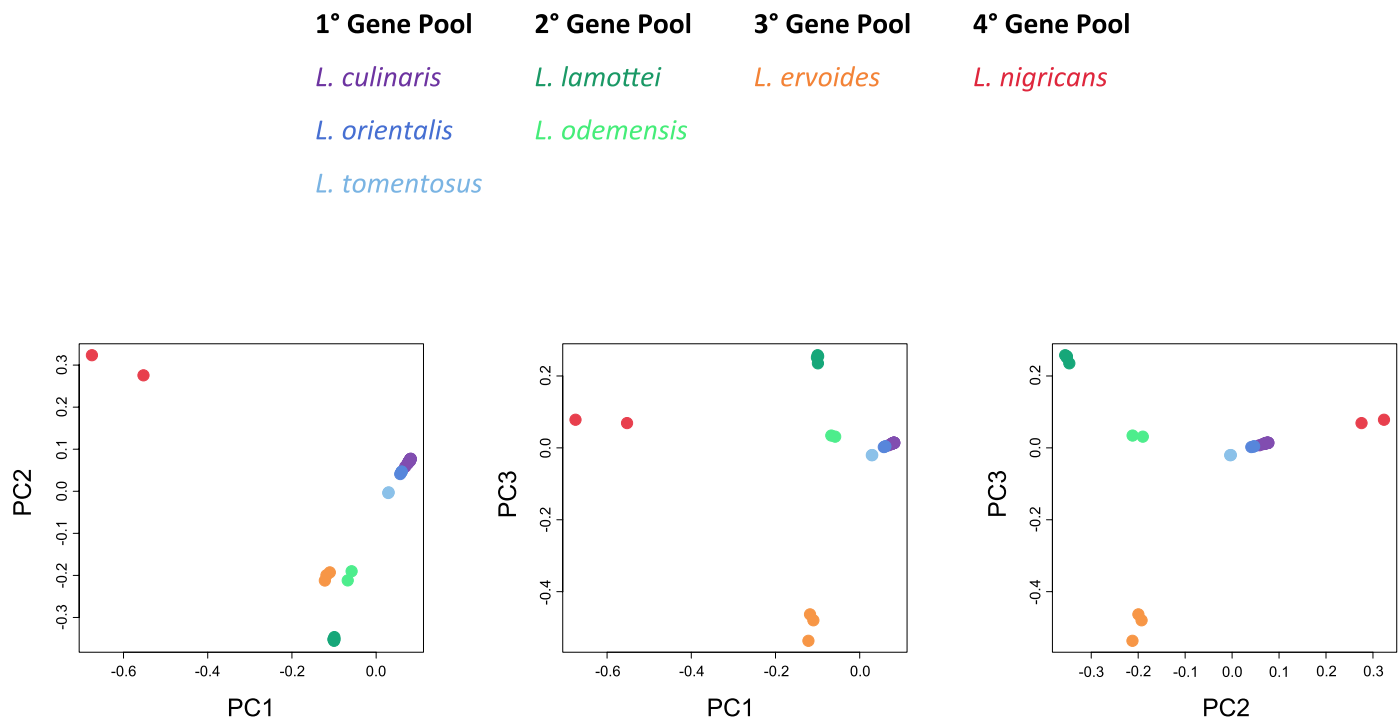 1° Gene Pool 2° Gene Pool 3° Gene Pool 4° Gene Pool
L. culinaris L. lamottei L. ervoides L. nigricans
L. orientalis L. odemensis
L. tomentosus
PC2
0.3
0.2
0.1
0.0
-0.1
-0.2
-0.3
-0.6 -0.4 -0.2 0.0
PC1
PC3
0.2
0.0
-0.2
-0.4
-0.6 -0.4 -0.2 0.0
PC1
PC3
0.2
0.0
-0.2
-0.4
-0.3 -0.2 -0.1 0.0 0.1 0.2 0.3
PC2